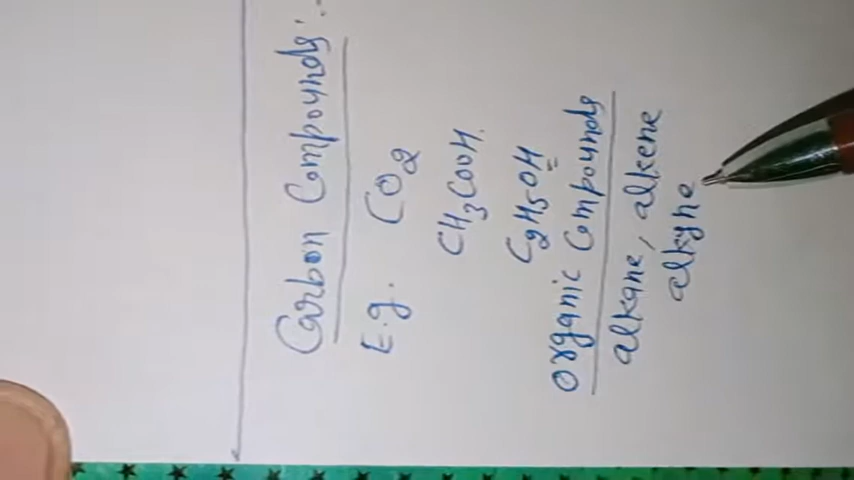 Carbon Compounds:-
E.g. CO2
CH3COOH.
C2H5OH
Organic Compounds
alkane, alkene
alkyne